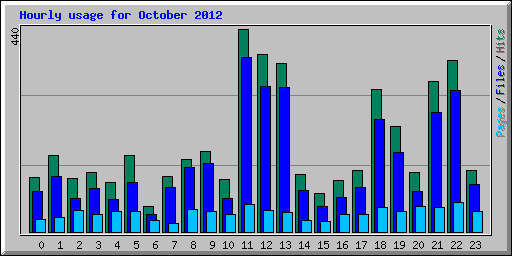 Hourly usage for October 2012
440
Pages / Files / Hits
0 1 2 3 4 5 6 7 8 9 10 11 12 13 14 15 16 17 18 19 20 21 22 23